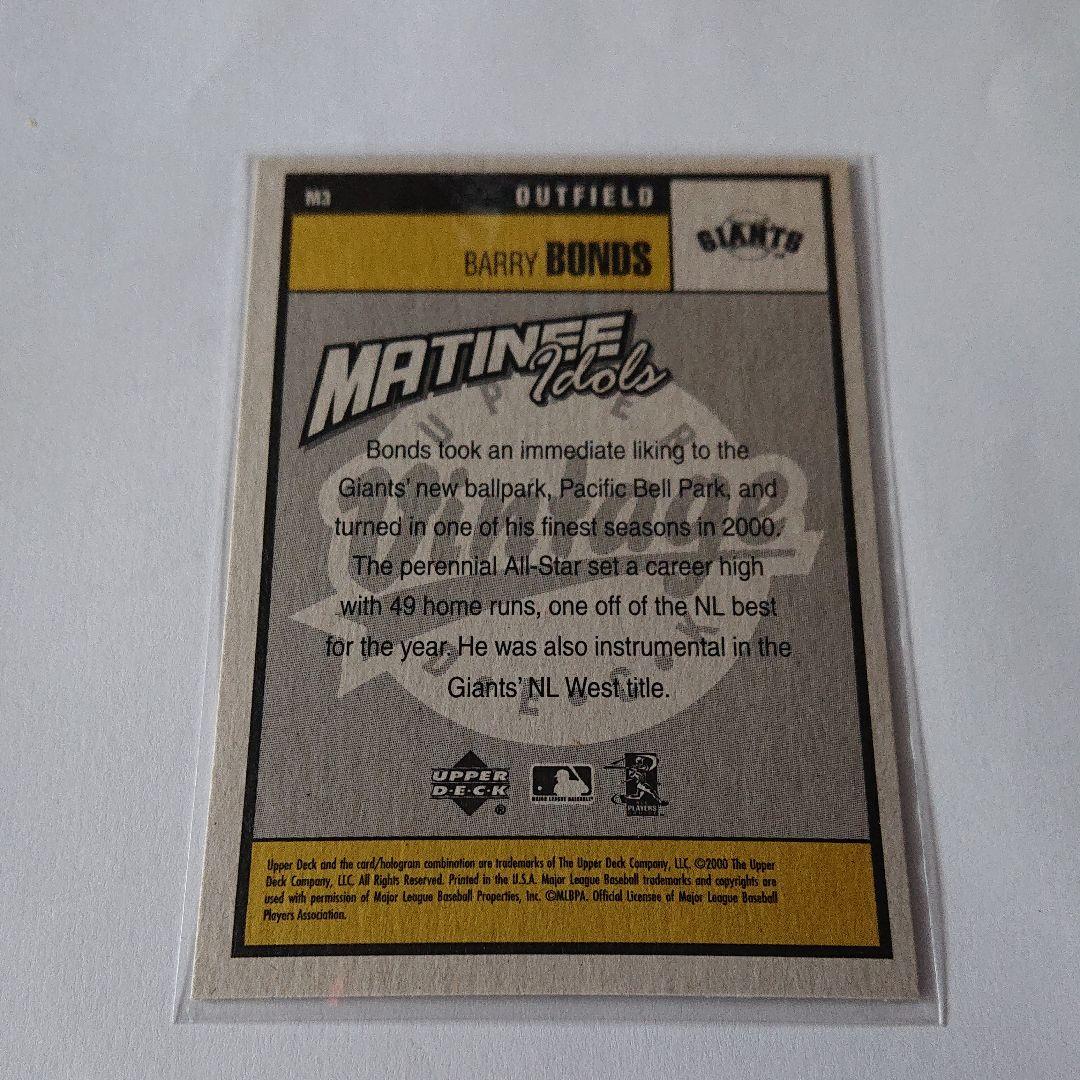 M3
OUTFIELD
GIANTS
BARRY BONDS
MATINEE
Idols
UPPER
Vintage
DECK
Bonds took an immediate liking to the
Giants' new ballpark, Pacific Bell Park, and
turned in one of his finest seasons in 2000.
The perennial All-Star set a career high
with 49 home runs, one off of the NL best
for the year. He was also instrumental in the
Giants' NL West title.
UPPER
D·E·C·K
®
MAJOR LEAGUE BASEBALL
PLAYERS
Upper Deck and the card/hologram combination are trademarks of The Upper Deck Company, LLC. ©2000 The Upper
Deck Company, LLC. All Rights Reserved. Printed in the U.S.A. Major League Baseball trademarks and copyrights are
used with permission of Major League Baseball Properties, Inc. ©MLBPA. Official Licensee of Major League Baseball
Players Association.